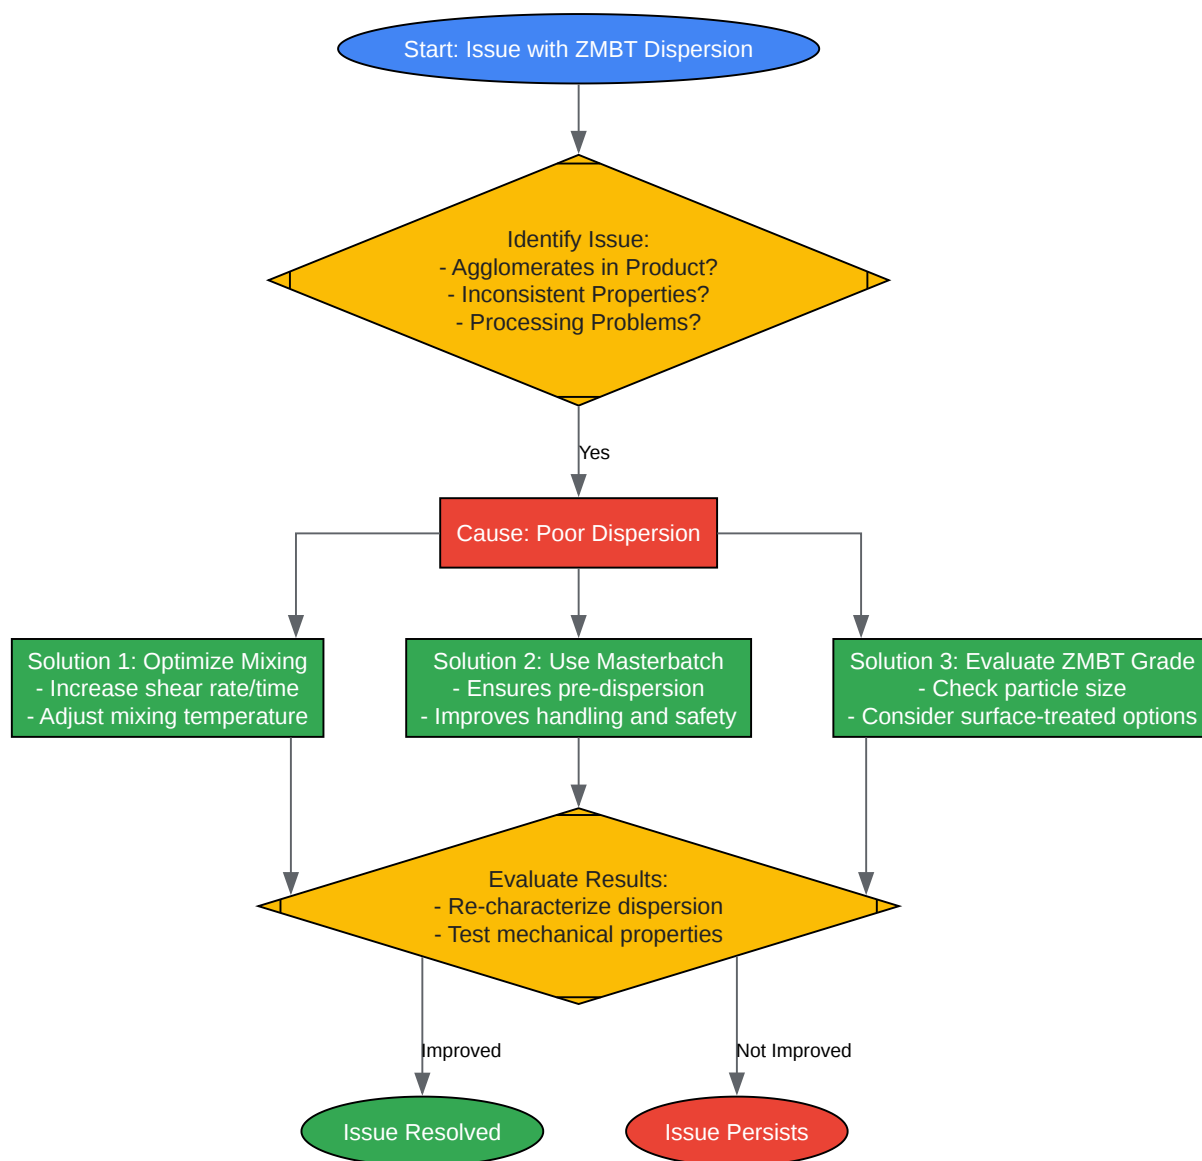 Start: Issue with ZMBT Dispersion
Identify Issue:
- Agglomerates in Product?
- Inconsistent Properties?
- Processing Problems?
Yes
Cause: Poor Dispersion
Solution 1: Optimize Mixing
- Increase shear rate/time
- Adjust mixing temperature
Solution 2: Use Masterbatch
- Ensures pre-dispersion
- Improves handling and safety
Solution 3: Evaluate ZMBT Grade
- Check particle size
- Consider surface-treated options
Evaluate Results:
- Re-characterize dispersion
- Test mechanical properties
Improved
Not Improved
Issue Resolved
Issue Persists